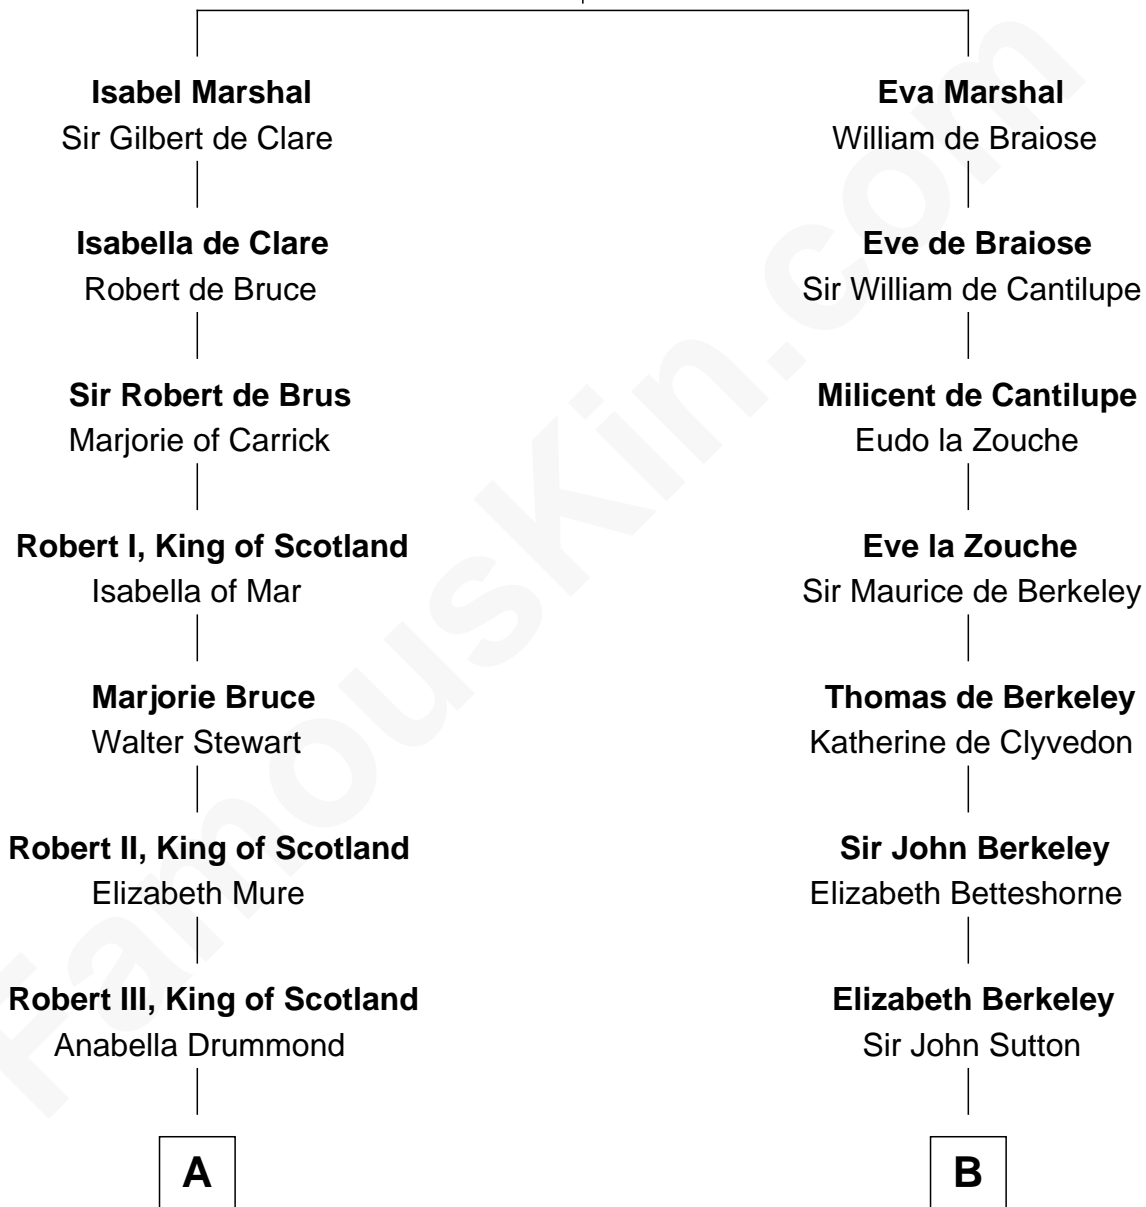 Isabel Marshal
Sir Gilbert de Clare
Isabella de Clare
Robert de Bruce
Sir Robert de Brus
Marjorie of Carrick
Robert I, King of Scotland
Isabella of Mar
Marjorie Bruce
Walter Stewart
Robert II, King of Scotland
Elizabeth Mure
Robert III, King of Scotland
Anabella Drummond
A
Eva Marshal
William de Braiose
Eve de Braiose
Sir William de Cantilupe
Milicent de Cantilupe
Eudo la Zouche
Eve la Zouche
Sir Maurice de Berkeley
Thomas de Berkeley
Katherine de Clyvedon
Sir John Berkeley
Elizabeth Betteshorne
Elizabeth Berkeley
Sir John Sutton
B
FamousKin.com